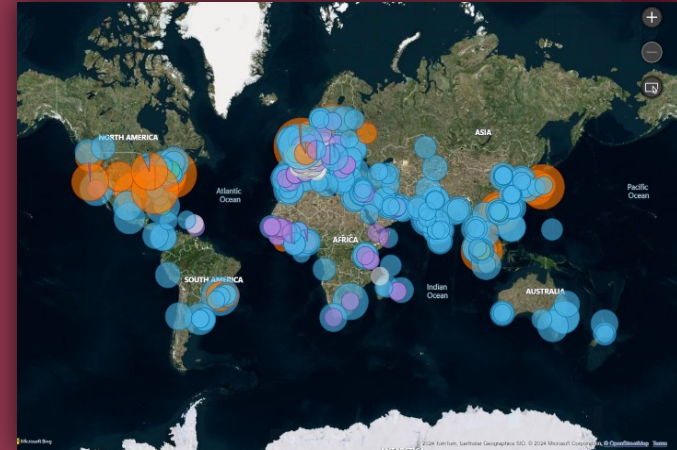 NORTH AMERICA
ASIA
Atlantic
Ocean
Pacific
Ocean
AFRICA
SOUTH AMERICA
Indian
Ocean
AUSTRALIA
Microsoft Bing
© 2024 TomTom, Earthstar Geographics SIO, © 2024 Microsoft Corporation, © OpenStreetMap Terms